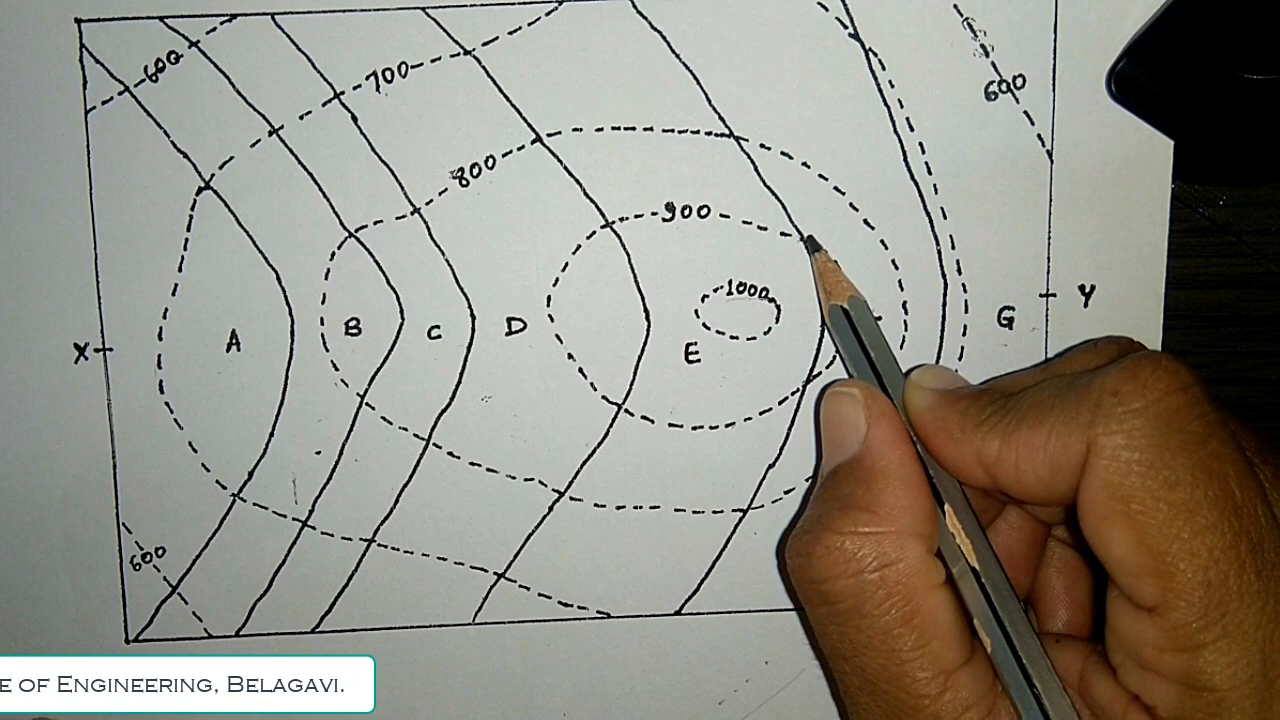 600
700
600
800
900
1000
X
A
B
C
D
E
G
Y
600
E OF ENGINEERING, BELAGAVI.